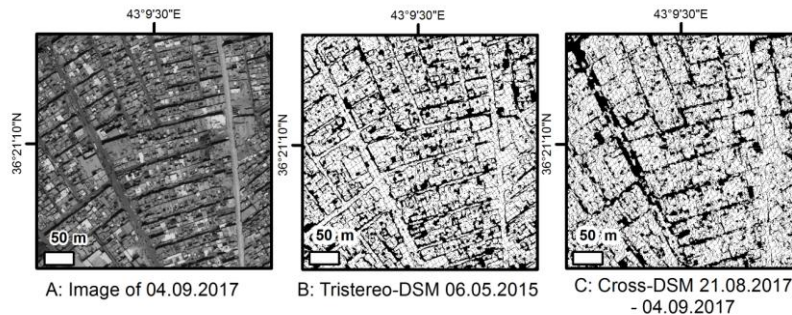 43°9'30"E
43°9'30"E
43°9'30"E
36°21'10"N
36°21'10"N
36°21'10"N
50 m
50 m
50 m
A: Image of 04.09.2017
B: Tristereo-DSM 06.05.2015
C: Cross-DSM 21.08.2017
- 04.09.2017